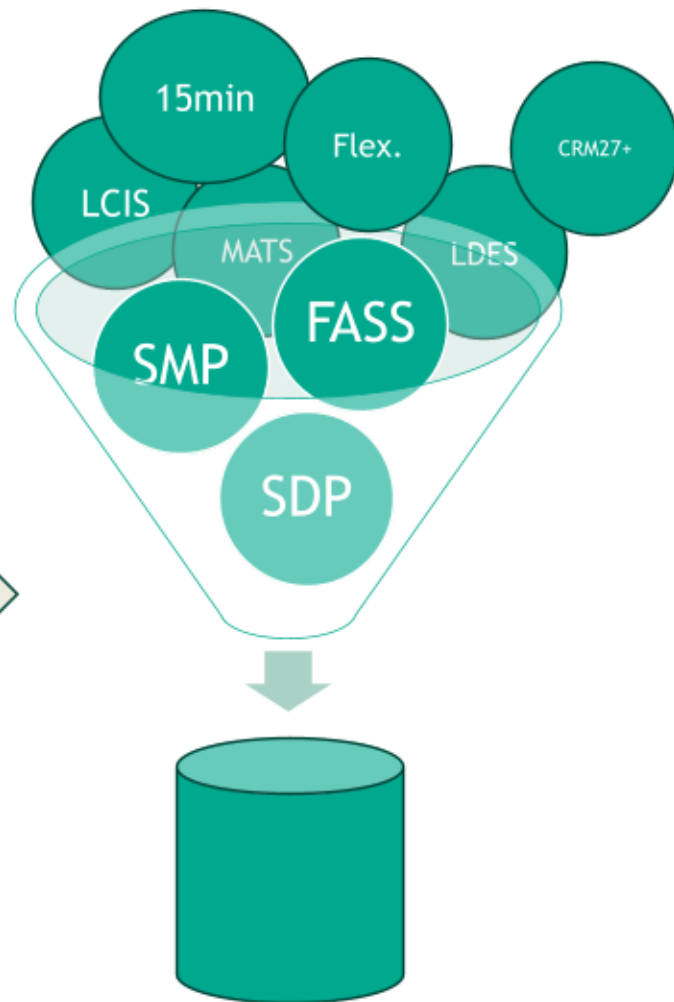 15min
Flex.
CRM27+
LCIS
MATS
LDES
FASS
SMP
SDP